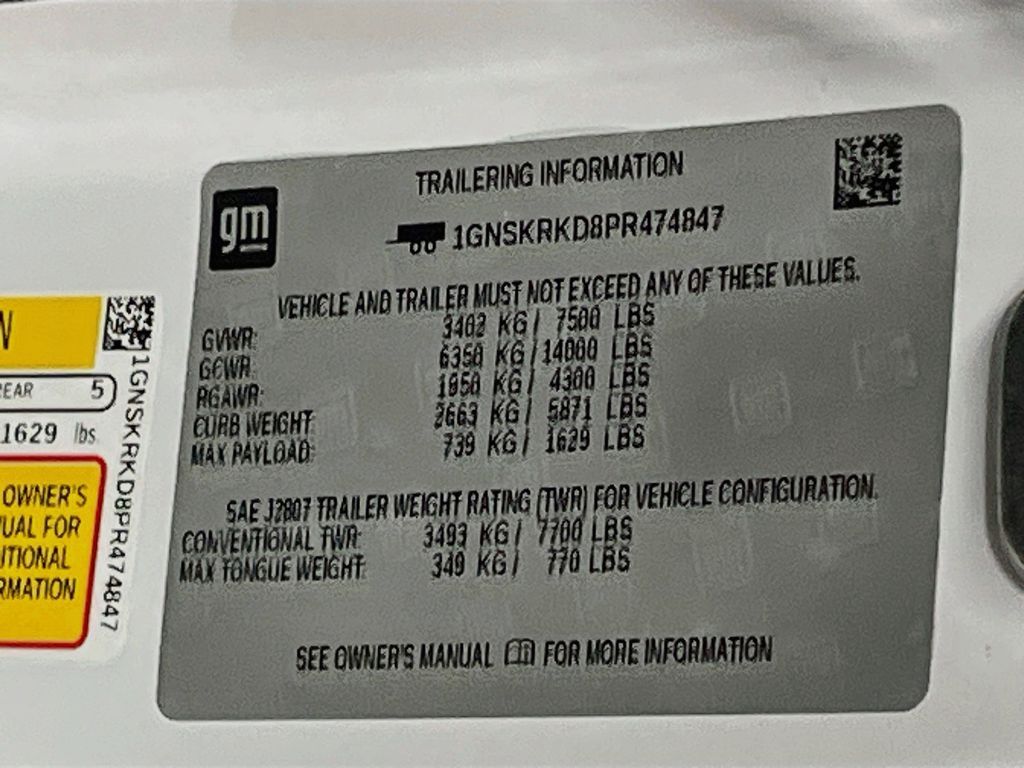 TRAILERING INFORMATION
gm
1GNSKRKD8PR474847
VEHICLE AND TRAILER MUST NOT EXCEED ANY OF THESE VALUES.
GVWR: 3402 KG/ 7500 LBS
GCWR: 6350 KG/14000 LBS
RGAWR: 1950 KG/ 4300 LBS
CURB WEIGHT: 2663 KG/ 5871 LBS
MAX PAYLOAD: 739 KG/ 1629 LBS
SAE J2807 TRAILER WEIGHT RATING (TWR) FOR VEHICLE CONFIGURATION.
CONVENTIONAL TWR: 3493 KG/ 7700 LBS
MAX TONGUE WEIGHT: 349 KG/ 770 LBS
SEE OWNER'S MANUAL FOR MORE INFORMATION
N
EAR 5
1629 lbs.
OWNER'S
UAL FOR
ITIONAL
RMATION
1GNSKRKD8PR474847